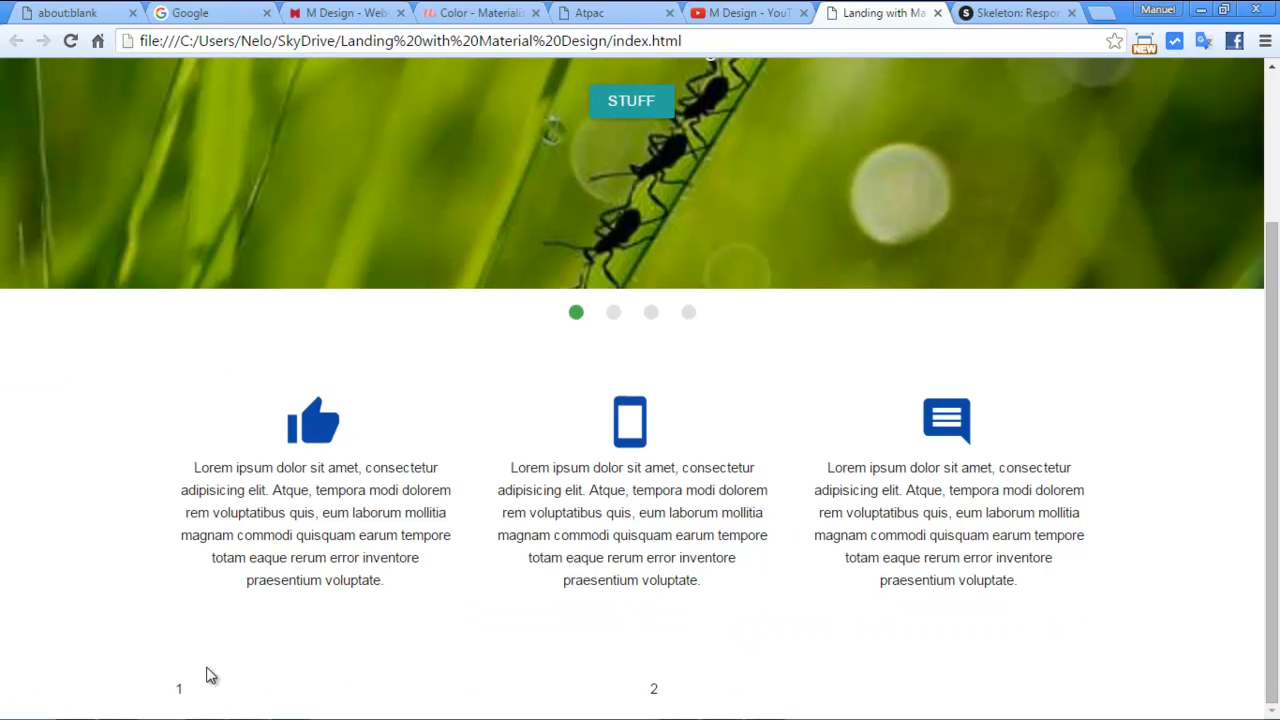 about:blank
Google
M Design - Web
Color - Materiali
Atpac
M Design - YouT
Landing with Ma
Skeleton: Respon
Manuel
file:///C:/Users/Nelo/SkyDrive/Landing%20with%20Material%20Design/index.html
NEW
STUFF
Lorem ipsum dolor sit amet, consectetur
adipisicing elit. Atque, tempora modi dolorem
rem voluptatibus quis, eum laborum mollitia
magnam commodi quisquam earum tempore
totam eaque rerum error inventore
praesentium voluptate.
Lorem ipsum dolor sit amet, consectetur
adipisicing elit. Atque, tempora modi dolorem
rem voluptatibus quis, eum laborum mollitia
magnam commodi quisquam earum tempore
totam eaque rerum error inventore
praesentium voluptate.
Lorem ipsum dolor sit amet, consectetur
adipisicing elit. Atque, tempora modi dolorem
rem voluptatibus quis, eum laborum mollitia
magnam commodi quisquam earum tempore
totam eaque rerum error inventore
praesentium voluptate.
1
2